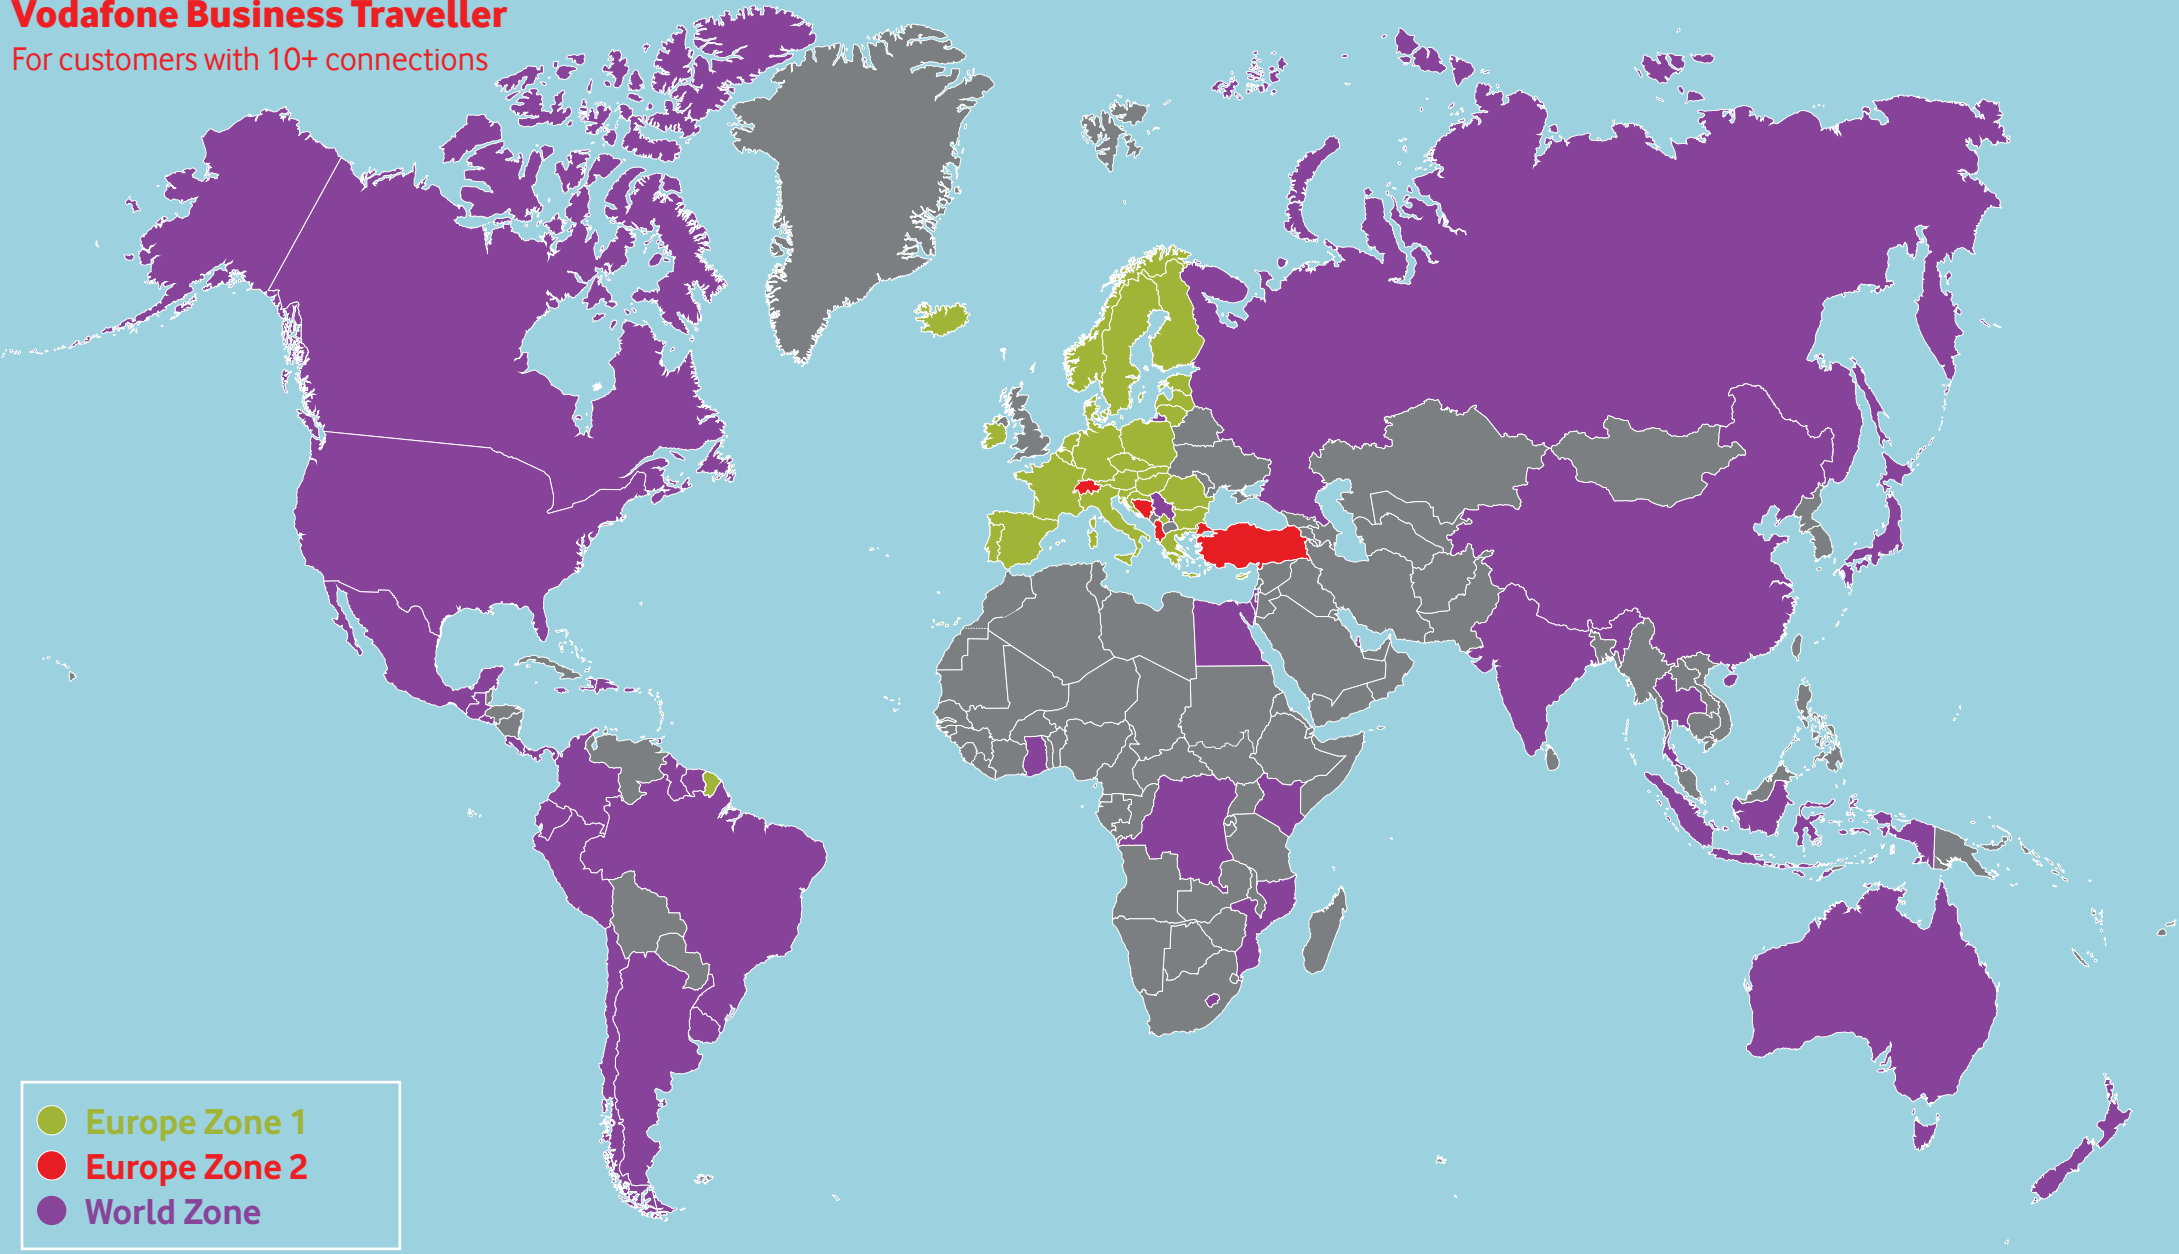 Vodafone Business Traveller
For customers with 10+ connections
Europe Zone 1
Europe Zone 2
World Zone